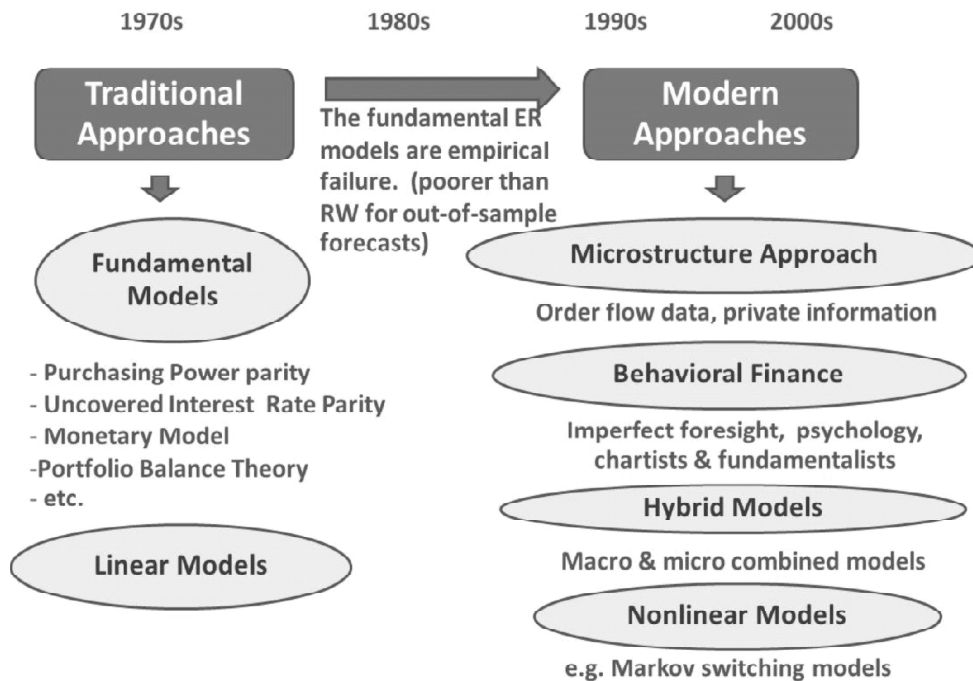 1970s 1980s 1990s 2000s
Traditional
Approaches
The fundamental ER
models are empirical
failure. (poorer than
RW for out-of-sample
forecasts)
Modern
Approaches
Fundamental
Models
- Purchasing Power parity
- Uncovered Interest Rate Parity
- Monetary Model
-Portfolio Balance Theory
- etc.
Linear Models
Microstructure Approach
Order flow data, private information
Behavioral Finance
Imperfect foresight, psychology,
chartists & fundamentalists
Hybrid Models
Macro & micro combined models
Nonlinear Models
e.g. Markov switching models